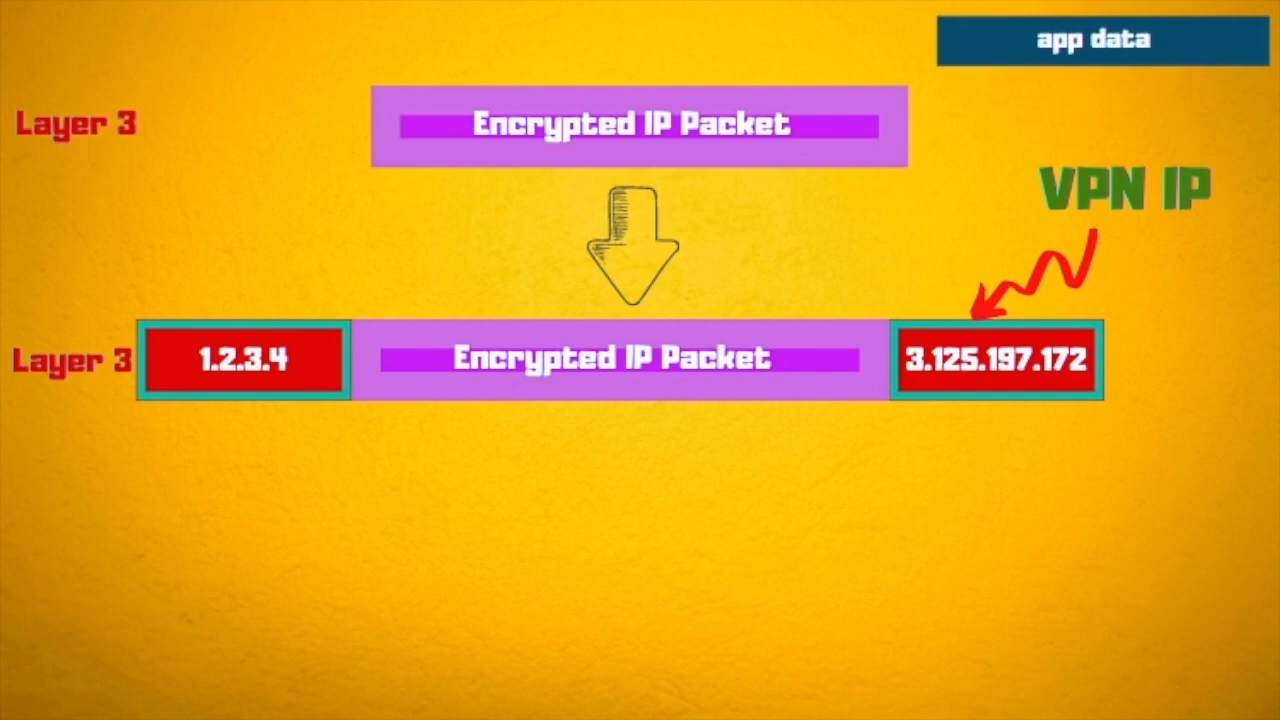 app data
Layer 3
Encrypted IP Packet
VPN IP
Layer 3
1.2.3.4
Encrypted IP Packet
3.125.197.172